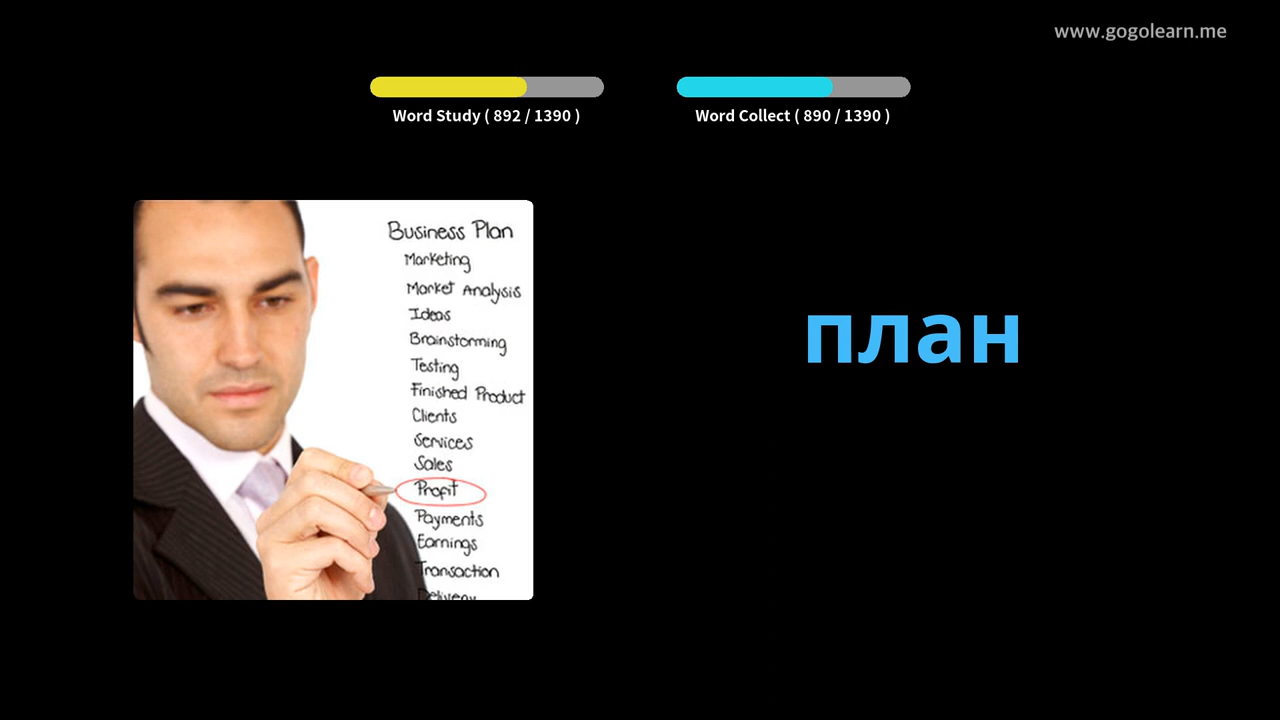 www.gogolearn.me
Word Study ( 892 / 1390 )
Word Collect ( 890 / 1390 )
Business Plan
Marketing
Market Analysis
Ideas
Brainstorming
Testing
Finished Product
Clients
Services
Sales
Profit
Payments
Earnings
Transaction
Delivery
план